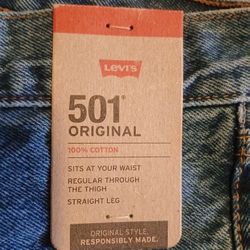 Levi's
501®
ORIGINAL
100% COTTON
SITS AT YOUR WAIST
REGULAR THROUGH
THE THIGH
STRAIGHT LEG
ORIGINAL STYLE,
RESPONSIBLY MADE.